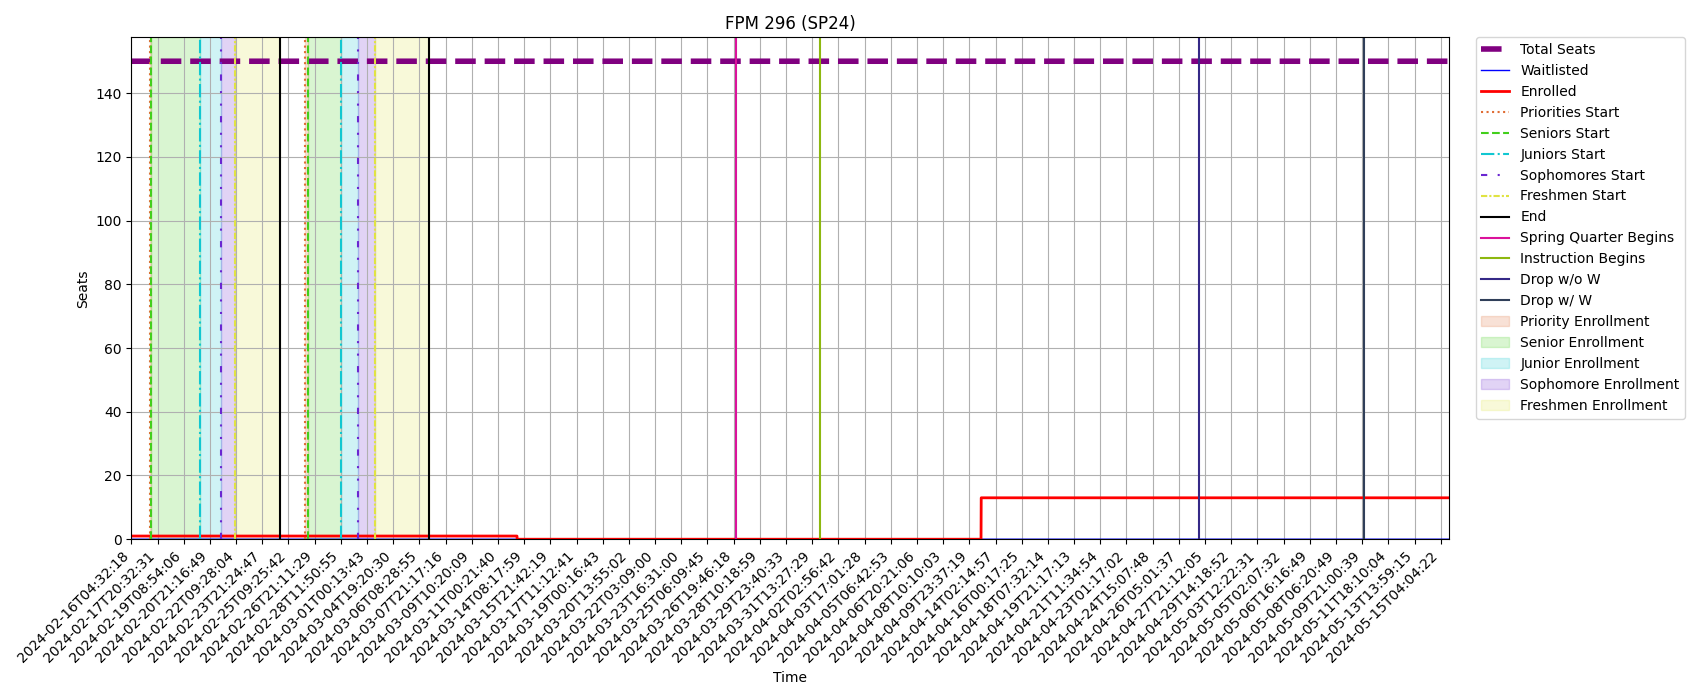 FPM 296 (SP24)
Seats
140
120
100
80
60
40
20
0
2024-02-16T04:32:18
2024-02-17T20:32:31
2024-02-19T08:54:06
2024-02-20T21:16:49
2024-02-22T09:28:04
2024-02-23T21:24:47
2024-02-25T09:25:42
2024-02-26T21:11:29
2024-02-28T11:50:55
2024-03-01T00:13:43
2024-03-04T19:20:30
2024-03-06T08:28:55
2024-03-07T21:17:16
2024-03-09T10:20:09
2024-03-11T00:21:40
2024-03-14T08:17:59
2024-03-15T21:42:19
2024-03-17T11:12:41
2024-03-19T00:16:43
2024-03-20T13:55:02
2024-03-22T03:09:00
2024-03-23T16:31:00
2024-03-25T06:09:45
2024-03-26T19:46:18
2024-03-28T10:18:59
2024-03-29T23:40:33
2024-03-31T13:27:29
2024-04-02T02:56:42
2024-04-03T17:01:28
2024-04-05T06:42:53
2024-04-06T20:21:06
2024-04-08T10:10:03
2024-04-09T23:37:19
2024-04-14T02:14:57
2024-04-16T00:17:25
2024-04-18T07:32:14
2024-04-19T21:17:13
2024-04-21T11:34:54
2024-04-23T01:17:02
2024-04-24T15:07:48
2024-04-26T05:01:37
2024-04-27T21:12:05
2024-04-29T14:18:52
2024-05-03T12:22:31
2024-05-05T02:07:32
2024-05-06T16:16:49
2024-05-08T06:20:49
2024-05-09T21:00:39
2024-05-11T18:10:04
2024-05-13T13:59:15
2024-05-15T04:04:22
Time
Total Seats
Waitlisted
Enrolled
Priorities Start
Seniors Start
Juniors Start
Sophomores Start
Freshmen Start
End
Spring Quarter Begins
Instruction Begins
Drop w/o W
Drop w/ W
Priority Enrollment
Senior Enrollment
Junior Enrollment
Sophomore Enrollment
Freshmen Enrollment